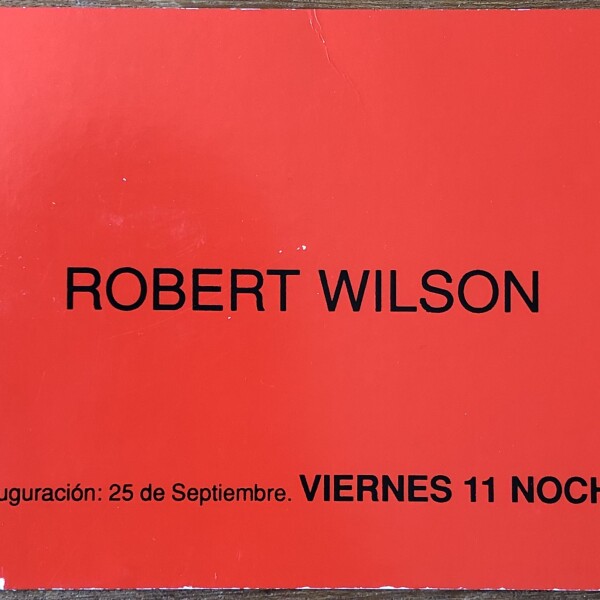 ROBERT WILSON
uguración: 25 de Septiembre. VIERNES 11 NOCH